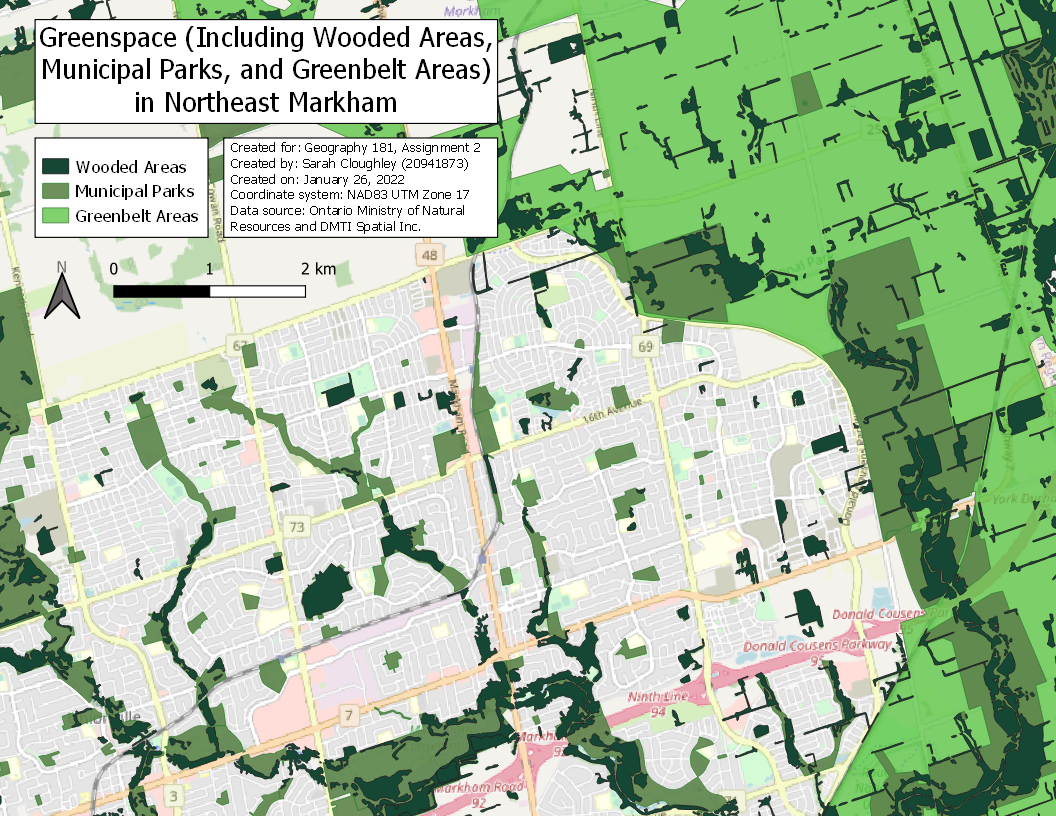 Markham
Greenspace (Including Wooded Areas,
Municipal Parks, and Greenbelt Areas)
in Northeast Markham
Wooded Areas
Municipal Parks
Greenbelt Areas
Created for: Geography 181, Assignment 2
Created by: Sarah Cloughley (20941873)
Created on: January 26, 2022
Coordinate system: NAD83 UTM Zone 17
Data source: Ontario Ministry of Natural
Resources and DMTI Spatial Inc.
N
0 1 2 km
48
67
69
16th Avenue
73
York
Donald Cousens
Donald Cousens Parkway
95
Ninth Line
94
7
Markham Road
92
3